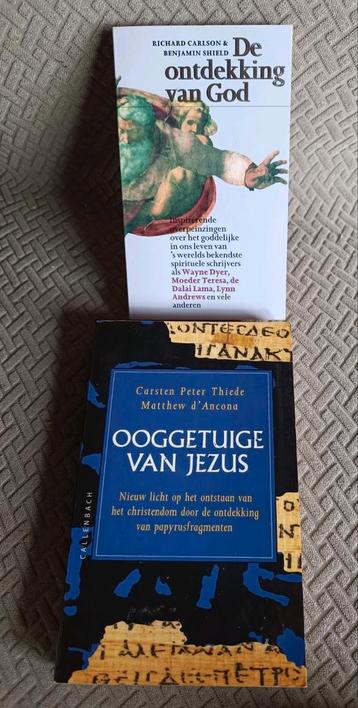 RICHARD CARLSON &
BENJAMIN SHIELD
De
ontdekking
van God
Inspirerende
overpeinzingen
over het goddelijke
in ons leven van
's werelds bekendste
spirituele schrijvers
als Wayne Dyer,
Moeder Teresa, de
Dalai Lama, Lynn
Andrews en vele
anderen
Carsten Peter Thiede
Matthew d'Ancona
OOGGETUIGE
VAN JEZUS
Nieuw licht op het ontstaan van
het christendom door de ontdekking
van papyrusfragmenten
CALLENBACH